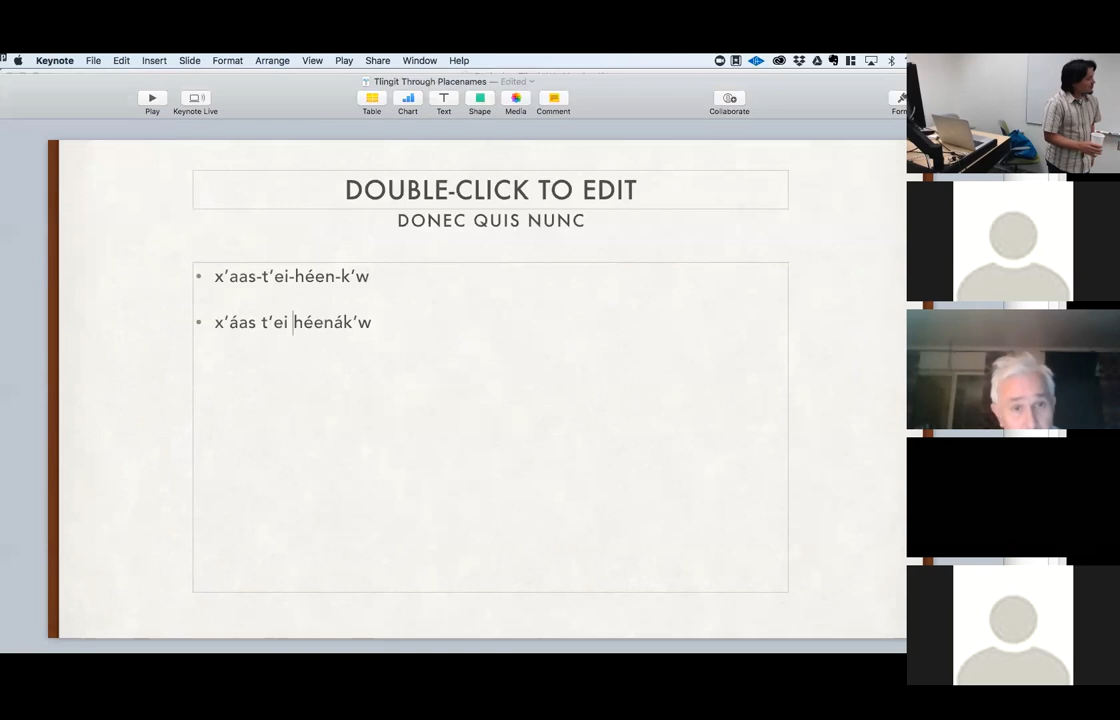 Keynote File Edit Insert Slide Format Arrange View Play Share Window Help
Tlingit Through Placenames — Edited
Play Keynote Live Table Chart Text Shape Media Comment Collaborate
DOUBLE-CLICK TO EDIT
DONEC QUIS NUNC
• x’aas-t’ei-héen-k’w
• x’áas t’ei héenák’w